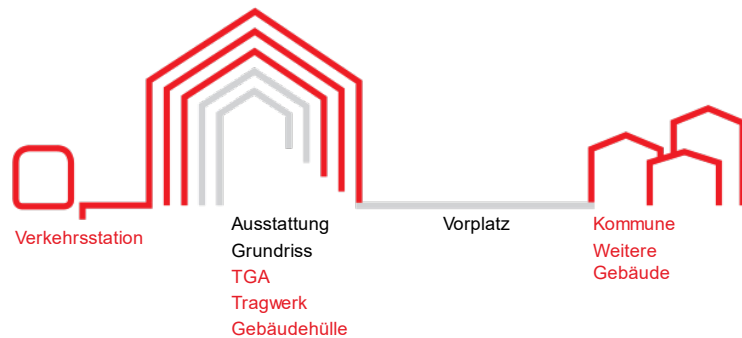 Verkehrsstation
Ausstattung
Grundriss
TGA
Tragwerk
Gebäudehülle
Vorplatz
Kommune
Weitere
Gebäude